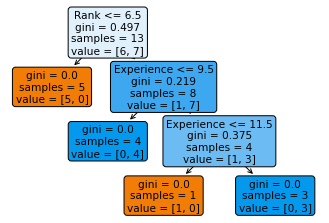 Rank <= 6.5
gini = 0.497
samples = 13
value = [6, 7]
gini = 0.0
samples = 5
value = [5, 0]
Experience <= 9.5
gini = 0.219
samples = 8
value = [1, 7]
gini = 0.0
samples = 4
value = [0, 4]
Experience <= 11.5
gini = 0.375
samples = 4
value = [1, 3]
gini = 0.0
samples = 1
value = [1, 0]
gini = 0.0
samples = 3
value = [0, 3]